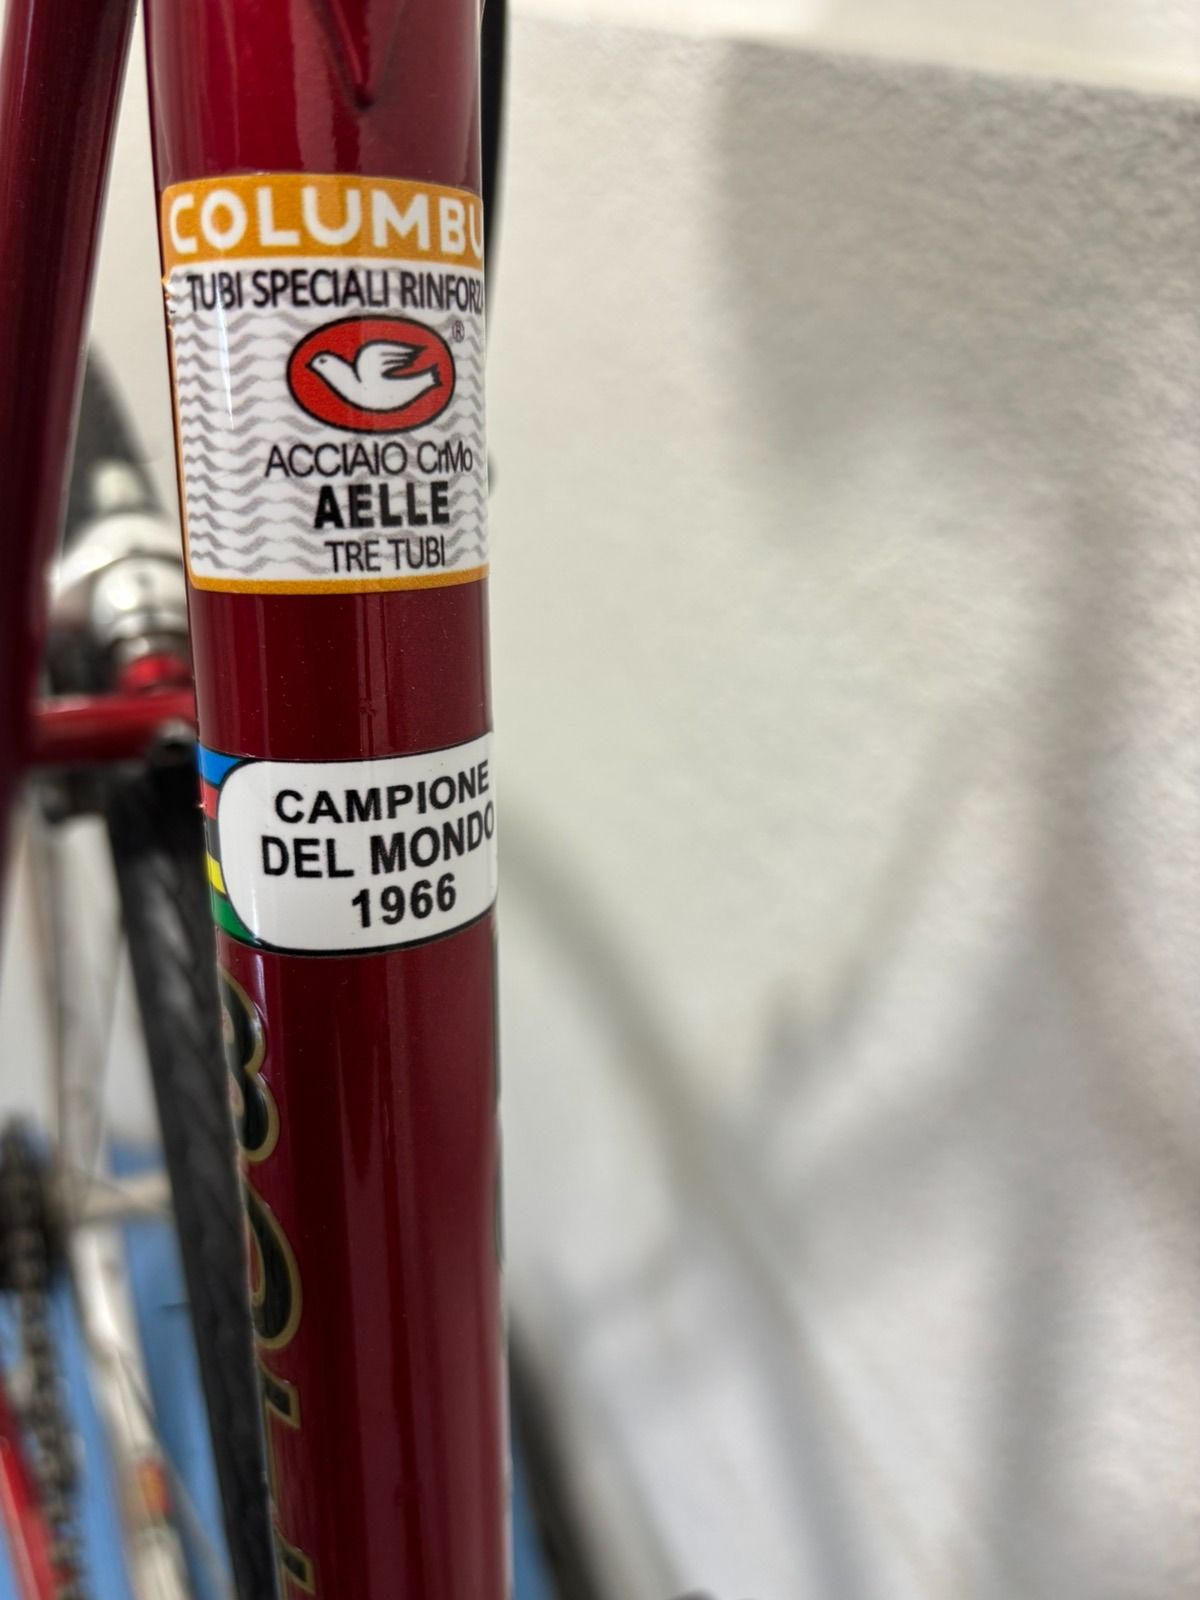 COLUMBU
TUBI SPECIALI RINFORZ
®
ACCIAIO CrMo
AELLE
TRE TUBI
CAMPIONE
DEL MONDO
1966